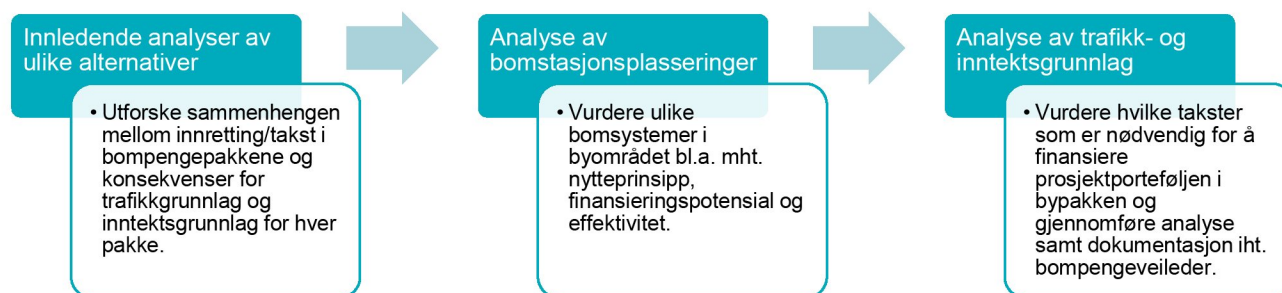 Innledende analyser av
ulike alternativer
• Utforske sammenhengen
mellom innretting/takst i
bompengepakkene og
konsekvenser for
trafikkgrunnlag og
inntektsgrunnlag for hver
pakke.
Analyse av
bomstasjonsplasseringer
• Vurdere ulike
bomsystemer i
byområdet bl.a. mht.
nytteprinsipp,
finansieringspotensial og
effektivitet.
Analyse av trafikk- og
inntektsgrunnlag
• Vurdere hvilke takster
som er nødvendig for å
finansiere
prosjektporteføljen i
bypakken og
gjennomføre analyse
samt dokumentasjon iht.
bompengeveileder.